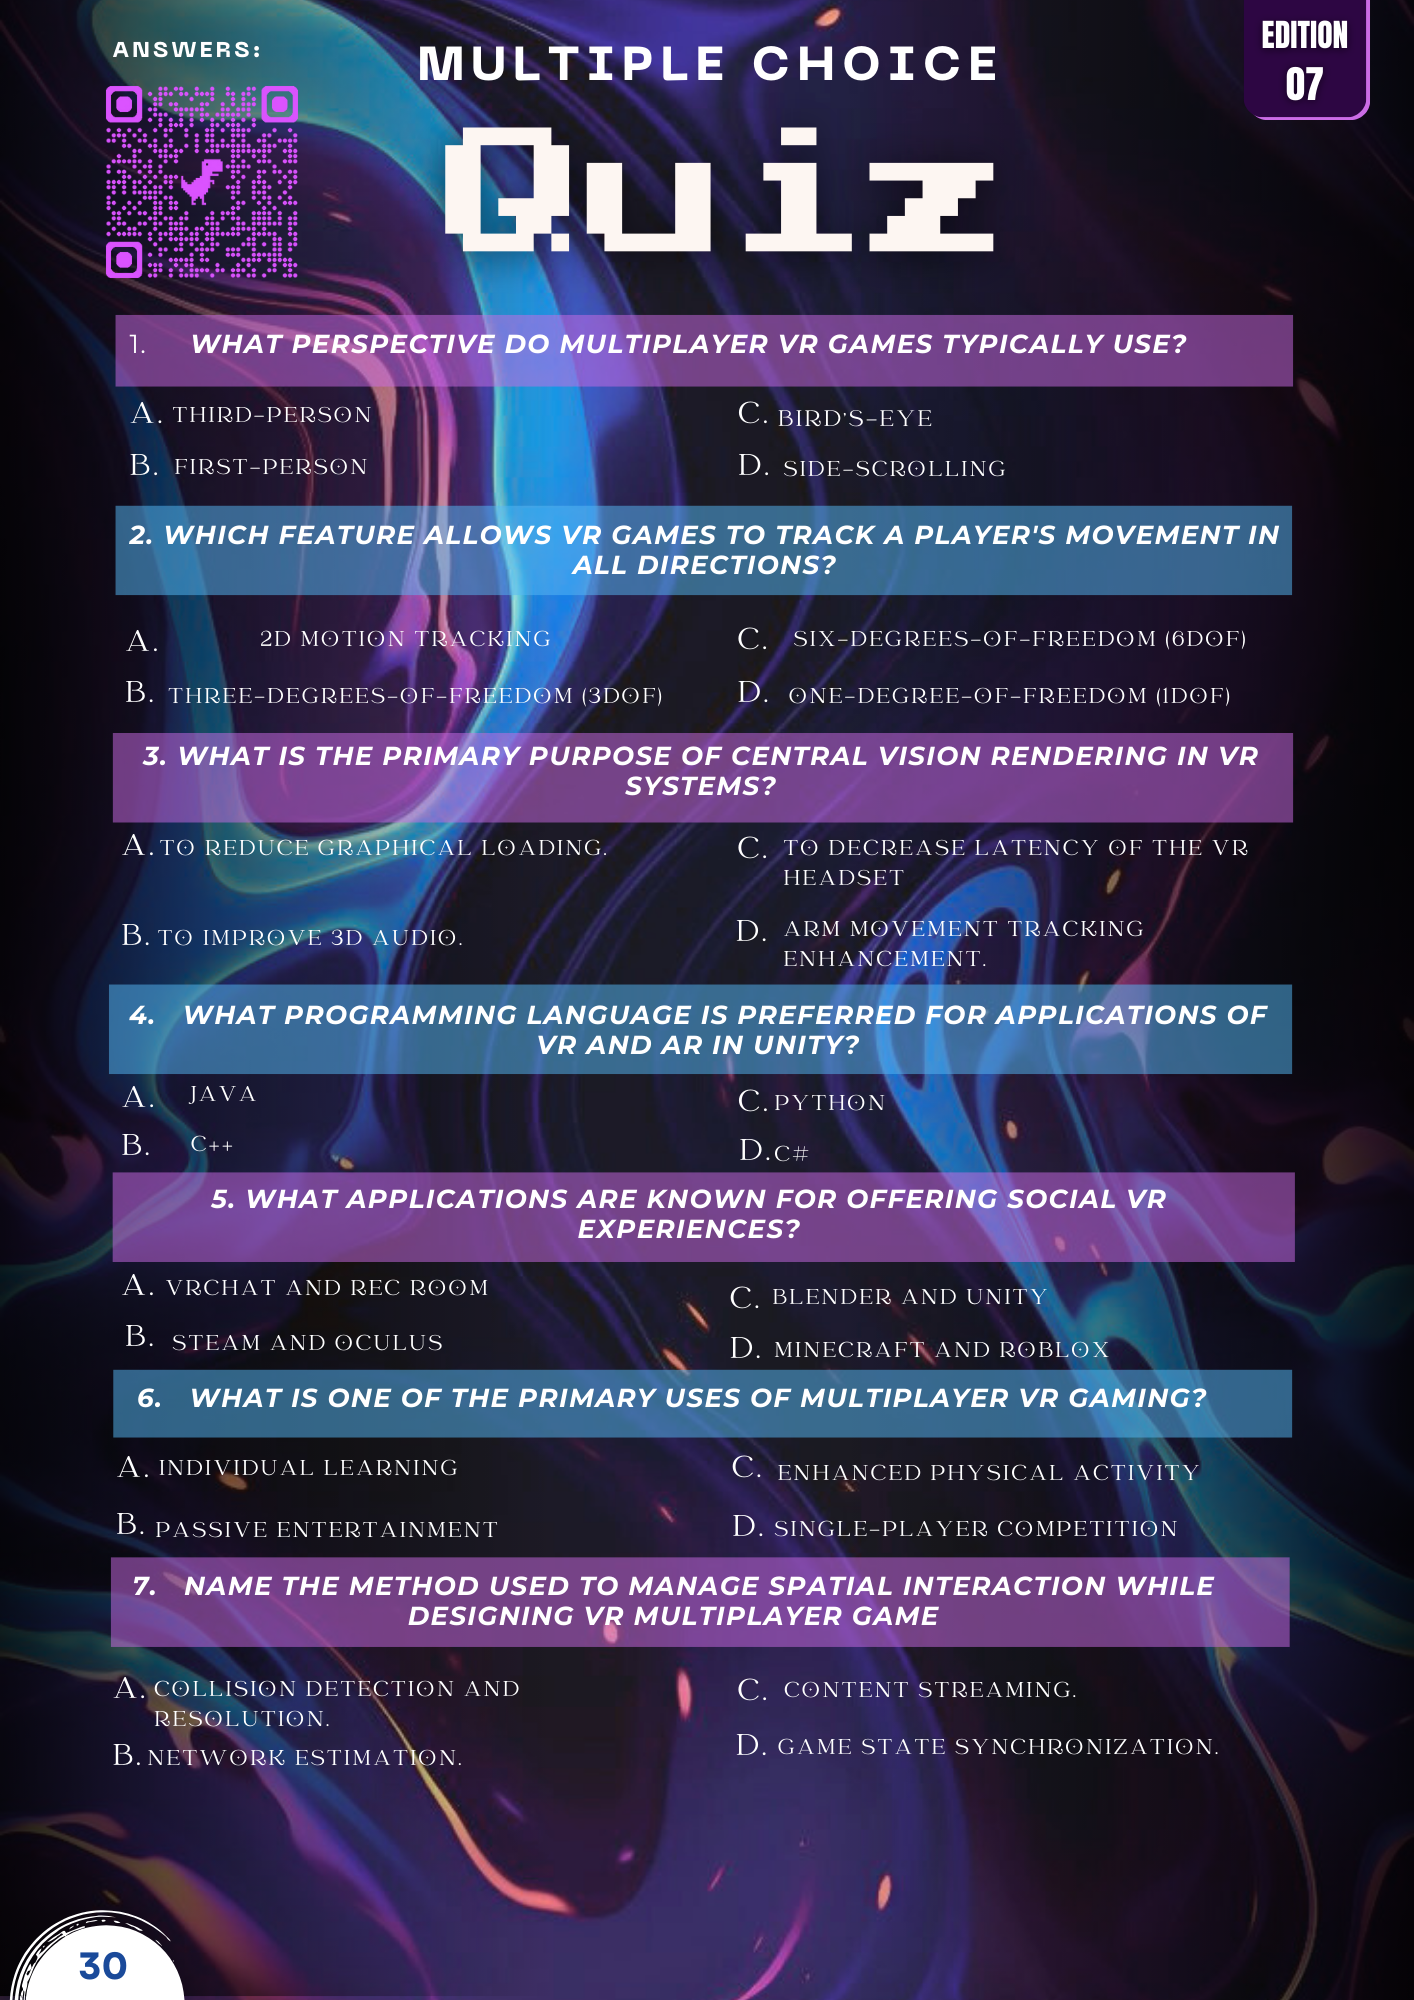 ANSWERS:
MULTIPLE CHOICE
Quiz
EDITION
07
1. WHAT PERSPECTIVE DO MULTIPLAYER VR GAMES TYPICALLY USE?
A. THIRD-PERSON
B. FIRST-PERSON
C. BIRD'S-EYE
D. SIDE-SCROLLING
2. WHICH FEATURE ALLOWS VR GAMES TO TRACK A PLAYER'S MOVEMENT IN
ALL DIRECTIONS?
A. 2D MOTION TRACKING
B. THREE-DEGREES-OF-FREEDOM (3DOF)
C. SIX-DEGREES-OF-FREEDOM (6DOF)
D. ONE-DEGREE-OF-FREEDOM (1DOF)
3. WHAT IS THE PRIMARY PURPOSE OF CENTRAL VISION RENDERING IN VR
SYSTEMS?
A. TO REDUCE GRAPHICAL LOADING.
B. TO IMPROVE 3D AUDIO.
C. TO DECREASE LATENCY OF THE VR
HEADSET
D. ARM MOVEMENT TRACKING
ENHANCEMENT.
4. WHAT PROGRAMMING LANGUAGE IS PREFERRED FOR APPLICATIONS OF
VR AND AR IN UNITY?
A. JAVA
B. C++
C. PYTHON
D. C#
5. WHAT APPLICATIONS ARE KNOWN FOR OFFERING SOCIAL VR
EXPERIENCES?
A. VRCHAT AND REC ROOM
B. STEAM AND OCULUS
C. BLENDER AND UNITY
D. MINECRAFT AND ROBLOX
6. WHAT IS ONE OF THE PRIMARY USES OF MULTIPLAYER VR GAMING?
A. INDIVIDUAL LEARNING
B. PASSIVE ENTERTAINMENT
C. ENHANCED PHYSICAL ACTIVITY
D. SINGLE-PLAYER COMPETITION
7. NAME THE METHOD USED TO MANAGE SPATIAL INTERACTION WHILE
DESIGNING VR MULTIPLAYER GAME
A. COLLISION DETECTION AND
RESOLUTION.
B. NETWORK ESTIMATION.
C. CONTENT STREAMING.
D. GAME STATE SYNCHRONIZATION.
30